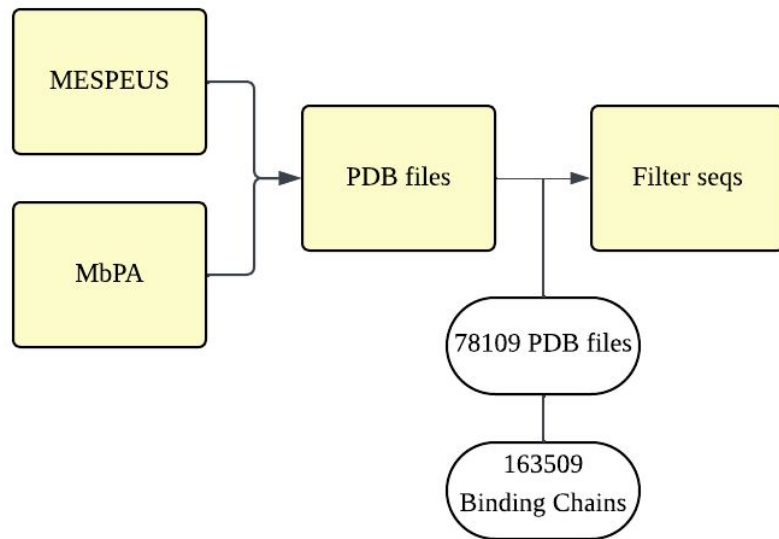 MESPEUS
MbPA
PDB files
Filter seqs
78109 PDB files
163509
Binding Chains